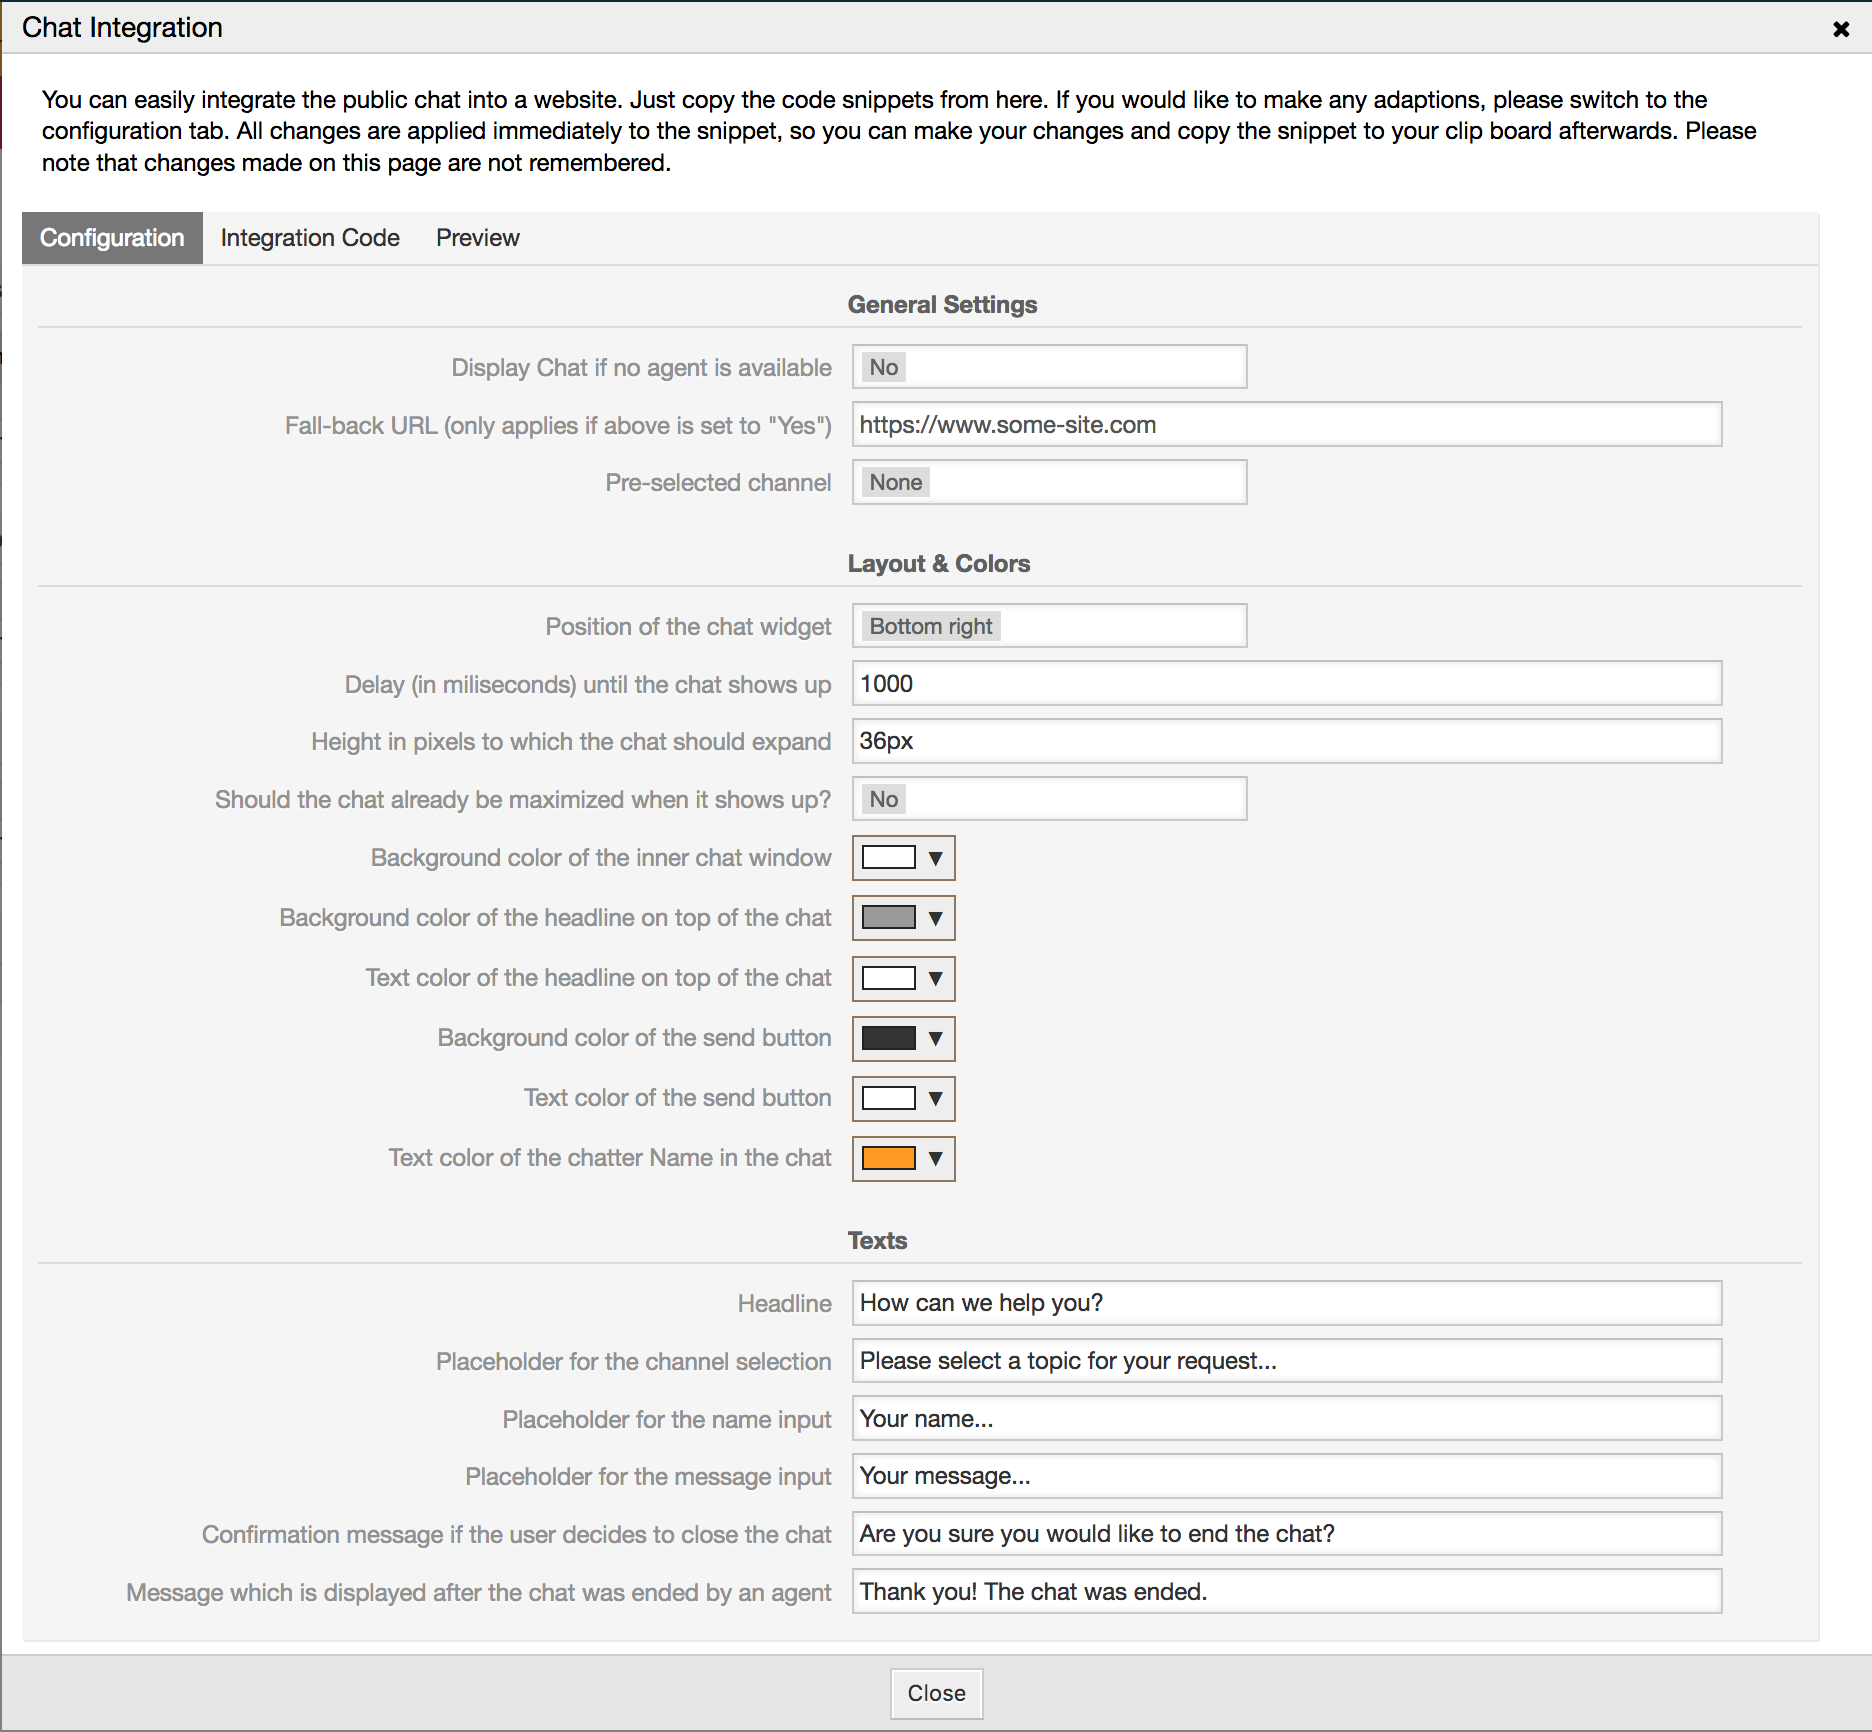 Chat Integration
You can easily integrate the public chat into a website. Just copy the code snippets from here. If you would like to make any adaptions, please switch to the
configuration tab. All changes are applied immediately to the snippet, so you can make your changes and copy the snippet to your clip board afterwards. Please
note that changes made on this page are not remembered.
Configuration Integration Code Preview
General Settings
Display Chat if no agent is available No
Fall-back URL (only applies if above is set to "Yes") https://www.some-site.com
Pre-selected channel None
Layout & Colors
Position of the chat widget Bottom right
Delay (in miliseconds) until the chat shows up 1000
Height in pixels to which the chat should expand 36px
Should the chat already be maximized when it shows up? No
Background color of the inner chat window
Background color of the headline on top of the chat
Text color of the headline on top of the chat
Background color of the send button
Text color of the send button
Text color of the chatter Name in the chat
Texts
Headline How can we help you?
Placeholder for the channel selection Please select a topic for your request...
Placeholder for the name input Your name...
Placeholder for the message input Your message...
Confirmation message if the user decides to close the chat Are you sure you would like to end the chat?
Message which is displayed after the chat was ended by an agent Thank you! The chat was ended.
Close